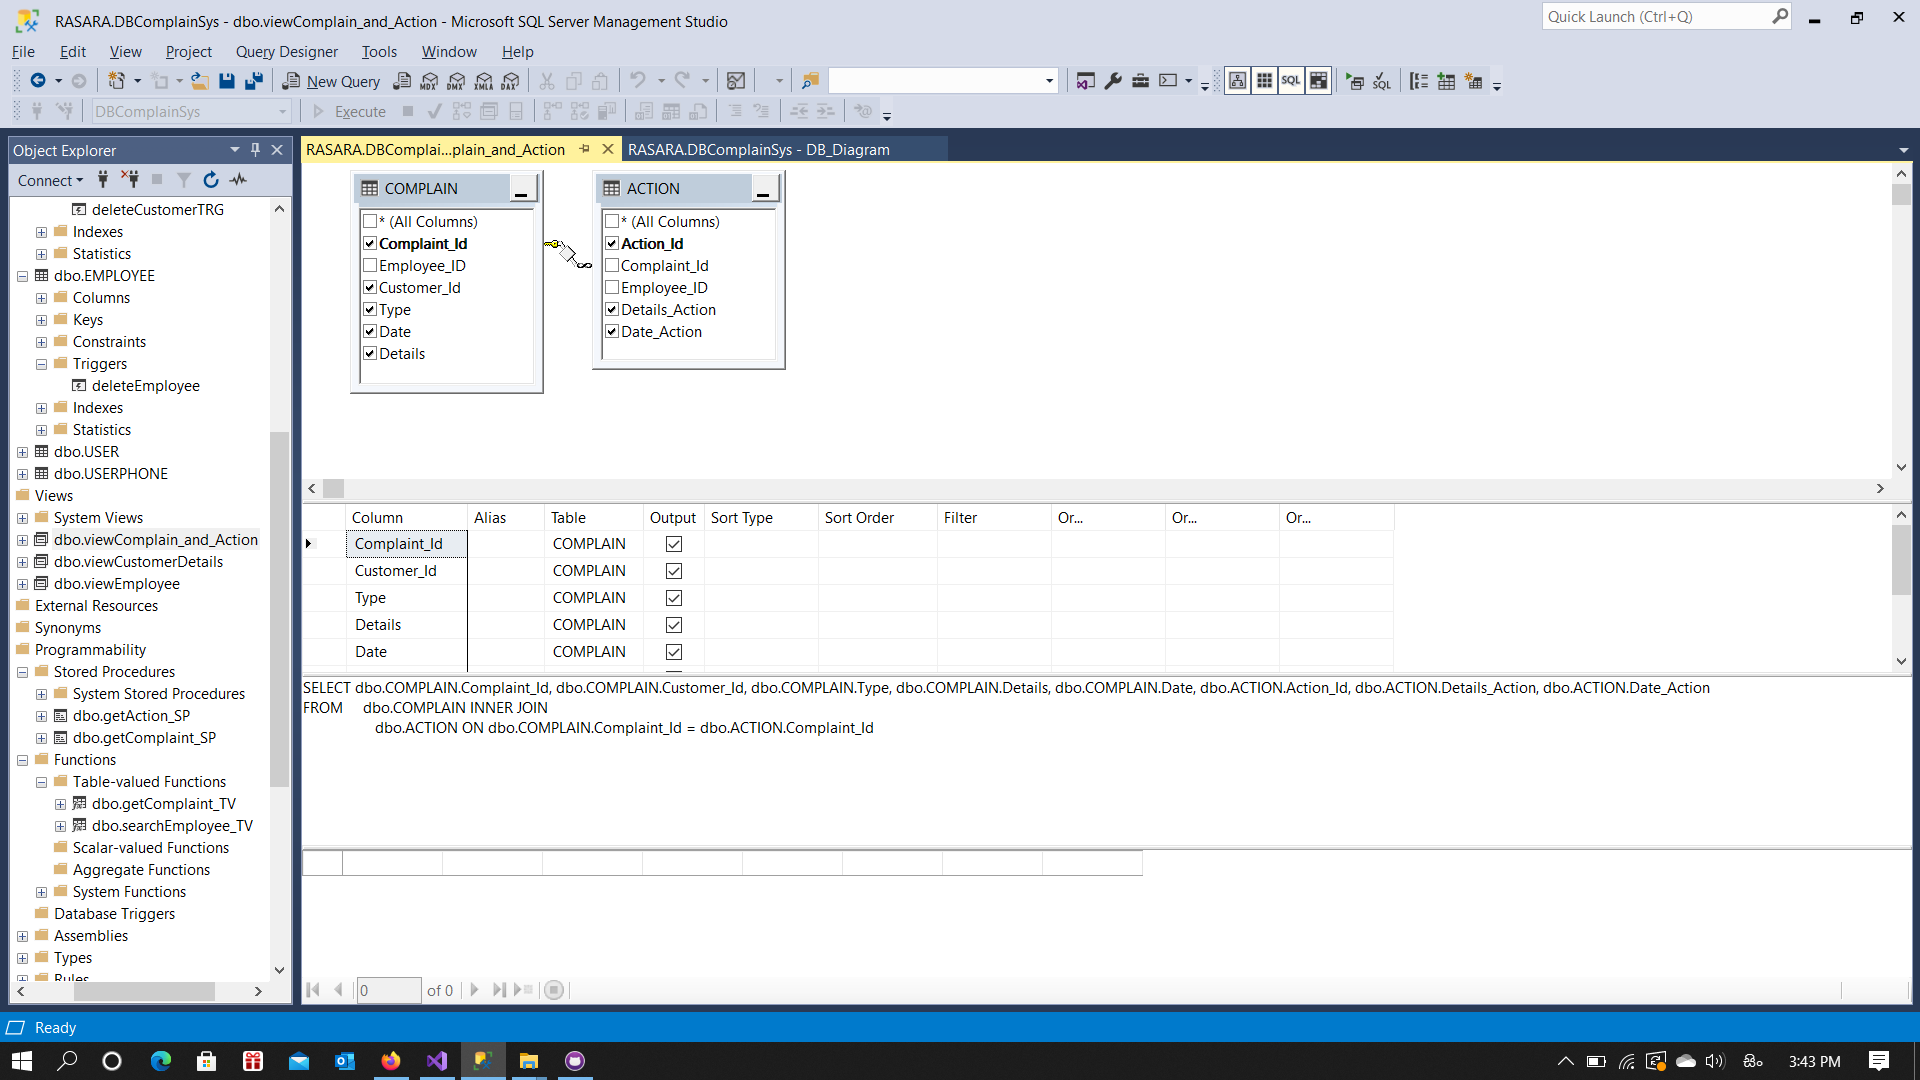 RASARA.DBComplainSys - dbo.viewComplain_and_Action - Microsoft SQL Server Management Studio
Quick Launch (Ctrl+Q)
File Edit View Project Query Designer Tools Window Help
New Query
MDX DMX XMLA DAX
SQL
DBComplainSys
Execute
Object Explorer
Connect
deleteCustomerTRG
Indexes
Statistics
dbo.EMPLOYEE
Columns
Keys
Constraints
Triggers
deleteEmployee
Indexes
Statistics
dbo.USER
dbo.USERPHONE
Views
System Views
dbo.viewComplain_and_Action
dbo.viewCustomerDetails
dbo.viewEmployee
External Resources
Synonyms
Programmability
Stored Procedures
System Stored Procedures
dbo.getAction_SP
dbo.getComplaint_SP
Functions
Table-valued Functions
dbo.getComplaint_TV
dbo.searchEmployee_TV
Scalar-valued Functions
Aggregate Functions
System Functions
Database Triggers
Assemblies
Types
Rules
RASARA.DBComplai...plain_and_Action
RASARA.DBComplainSys - DB_Diagram
COMPLAIN
* (All Columns)
Complaint_Id
Employee_ID
Customer_Id
Type
Date
Details
ACTION
* (All Columns)
Action_Id
Complaint_Id
Employee_ID
Details_Action
Date_Action
Column Alias Table Output Sort Type Sort Order Filter Or... Or... Or...
Complaint_Id COMPLAIN
Customer_Id COMPLAIN
Type COMPLAIN
Details COMPLAIN
Date COMPLAIN
SELECT dbo.COMPLAIN.Complaint_Id, dbo.COMPLAIN.Customer_Id, dbo.COMPLAIN.Type, dbo.COMPLAIN.Details, dbo.COMPLAIN.Date, dbo.ACTION.Action_Id, dbo.ACTION.Details_Action, dbo.ACTION.Date_Action
FROM dbo.COMPLAIN INNER JOIN
dbo.ACTION ON dbo.COMPLAIN.Complaint_Id = dbo.ACTION.Complaint_Id
0 of 0
Ready
3:43 PM